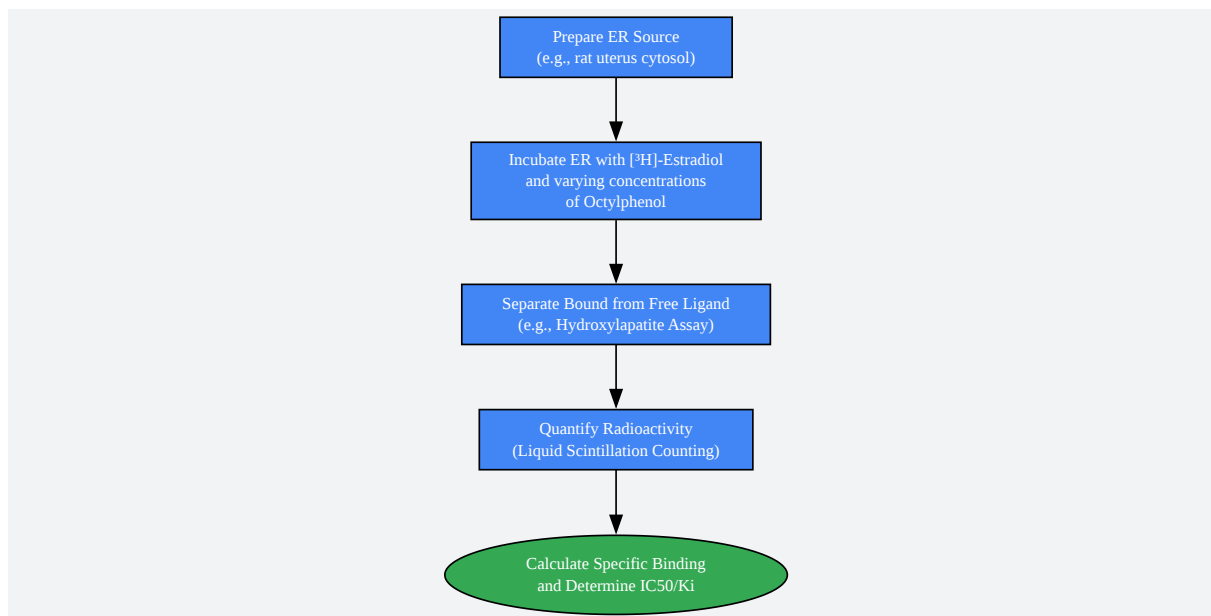 Prepare ER Source
(e.g., rat uterus cytosol)
Incubate ER with [³H]-Estradiol
and varying concentrations
of Octylphenol
Separate Bound from Free Ligand
(e.g., Hydroxylapatite Assay)
Quantify Radioactivity
(Liquid Scintillation Counting)
Calculate Specific Binding
and Determine IC50/Ki